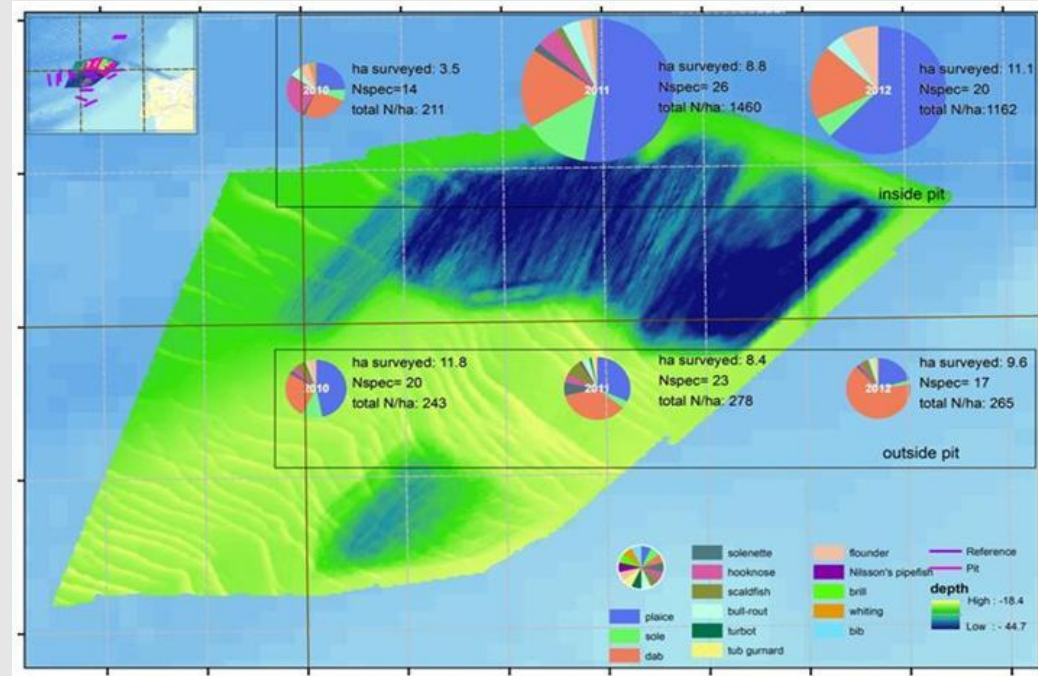 2010
ha surveyed: 3.5
Nspec=14
total N/ha: 211
2011
ha surveyed: 8.8
Nspec= 26
total N/ha: 1460
2012
ha surveyed: 11.1
Nspec= 20
total N/ha:1162
inside pit
2010
ha surveyed: 11.8
Nspec= 20
total N/ha: 243
2011
ha surveyed: 8.4
Nspec= 23
total N/ha: 278
2012
ha surveyed: 9.6
Nspec= 17
total N/ha: 265
outside pit
plaice
sole
dab
solenette
hooknose
scaldfish
bull-rout
turbot
tub gurnard
flounder
Nilsson's pipefish
brill
whiting
bib
Reference
Pit
depth
High : -18.4
Low : - 44.7